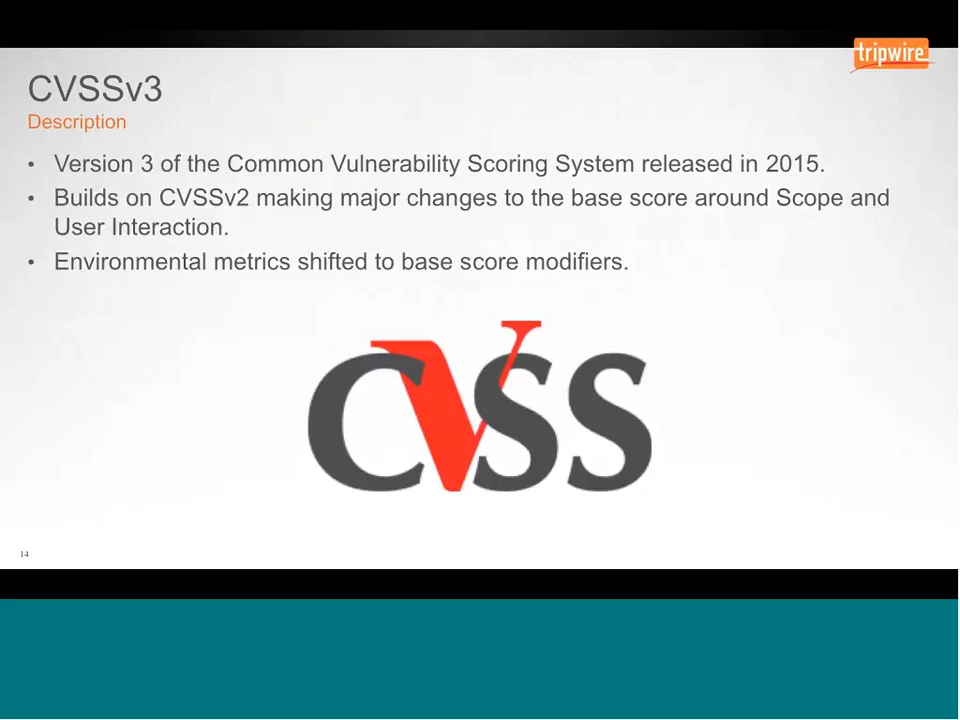 tripwire
CVSSv3
Description
• Version 3 of the Common Vulnerability Scoring System released in 2015.
• Builds on CVSSv2 making major changes to the base score around Scope and
User Interaction.
• Environmental metrics shifted to base score modifiers.
CVSS
14